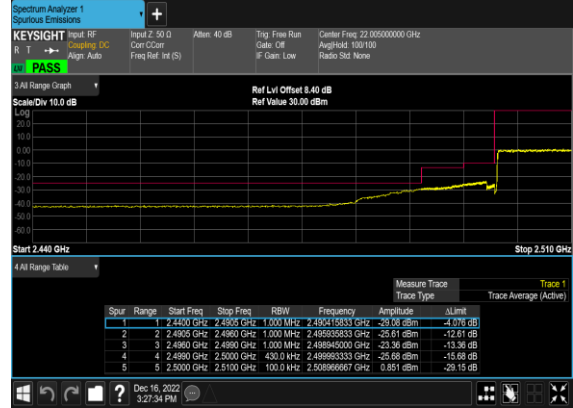 Spectrum Analyzer 1
Spurious Emissions
+
KEYSIGHT Input: RF Input Z: 50 Ω Atten: 40 dB Trig: Free Run Center Freq: 22.005000000 GHz
R T Coupling: DC Corr CCorr Gate: Off Avg|Hold: 100/100
Align: Auto Freq Ref: Int (S) IF Gain: Low Radio Std: None
PASS
3 All Range Graph
Ref Lvl Offset 8.40 dB
Scale/Div 10.0 dB Ref Value 30.00 dBm
Log
20.0
10.0
0.00
-10.0
-20.0
-30.0
-40.0
-50.0
-60.0
Start 2.440 GHz Stop 2.510 GHz
4 All Range Table
Measure Trace Trace 1
Trace Type Trace Average (Active)
Spur Range Start Freq Stop Freq RBW Frequency Amplitude ΔLimit
1 1 2.4400 GHz 2.4905 GHz 1.000 MHz 2.490415833 GHz -29.08 dBm -4.076 dB
2 2 2.4905 GHz 2.4960 GHz 1.000 MHz 2.495935833 GHz -25.61 dBm -12.61 dB
3 3 2.4960 GHz 2.4990 GHz 1.000 MHz 2.498945000 GHz -23.36 dBm -13.36 dB
4 4 2.4990 GHz 2.5000 GHz 430.0 kHz 2.499993333 GHz -25.68 dBm -15.68 dB
5 5 2.5000 GHz 2.5100 GHz 100.0 kHz 2.508966667 GHz 0.851 dBm -29.15 dB
?
Dec 16, 2022
3:27:34 PM